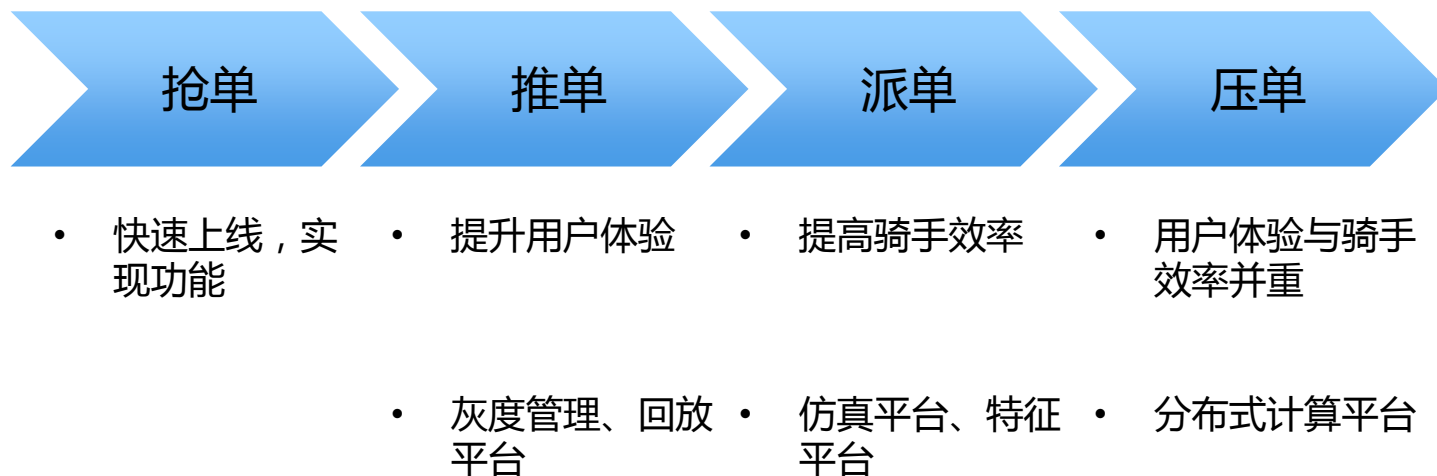 抢单
推单
派单
压单
• 快速上线，实
现功能
• 提升用户体验
• 提高骑手效率
• 用户体验与骑手
效率并重
• 灰度管理、回放
平台
• 仿真平台、特征
平台
• 分布式计算平台